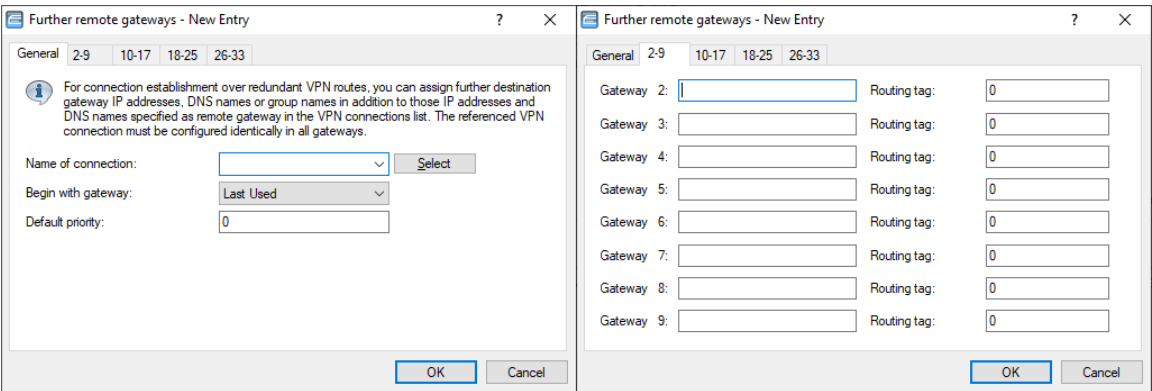 Further remote gateways - New Entry
General 2-9 10-17 18-25 26-33
For connection establishment over redundant VPN routes, you can assign further destination
gateway IP addresses, DNS names or group names in addition to those IP addresses and
DNS names specified as remote gateway in the VPN connections list. The referenced VPN
connection must be configured identically in all gateways.
Name of connection: Select
Begin with gateway: Last Used
Default priority: 0
OK Cancel
Further remote gateways - New Entry
General 2-9 10-17 18-25 26-33
Gateway 2: Routing tag: 0
Gateway 3: Routing tag: 0
Gateway 4: Routing tag: 0
Gateway 5: Routing tag: 0
Gateway 6: Routing tag: 0
Gateway 7: Routing tag: 0
Gateway 8: Routing tag: 0
Gateway 9: Routing tag: 0
OK Cancel